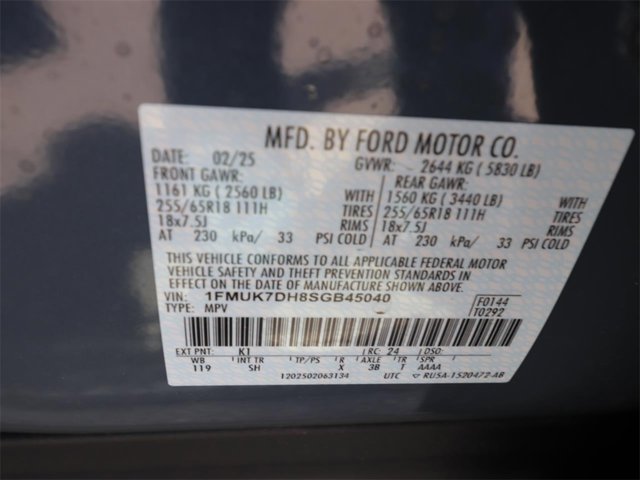 MFD. BY FORD MOTOR CO.
DATE: 02/25 GVWR: 2644 KG ( 5830 LB)
FRONT GAWR: REAR GAWR:
1161 KG ( 2560 LB) WITH 1560 KG ( 3440 LB) WITH
255/65R18 111H TIRES 255/65R18 111H TIRES
18x7.5J RIMS 18x7.5J RIMS
AT 230 kPa/ 33 PSI COLD AT 230 kPa/ 33 PSI COLD
THIS VEHICLE CONFORMS TO ALL APPLICABLE FEDERAL MOTOR
VEHICLE SAFETY AND THEFT PREVENTION STANDARDS IN
EFFECT ON THE DATE OF MANUFACTURE SHOWN ABOVE.
VIN: 1FMUK7DH8SGB45040 F0144
TYPE: MPV T0292
EXT PNT: K1 RC: 24 DSO:
WB INT TR TP/PS R AXLE TR SPR
119 SH X 3B T AAAA
1202502063134 UTC RU5A-1520472-AB